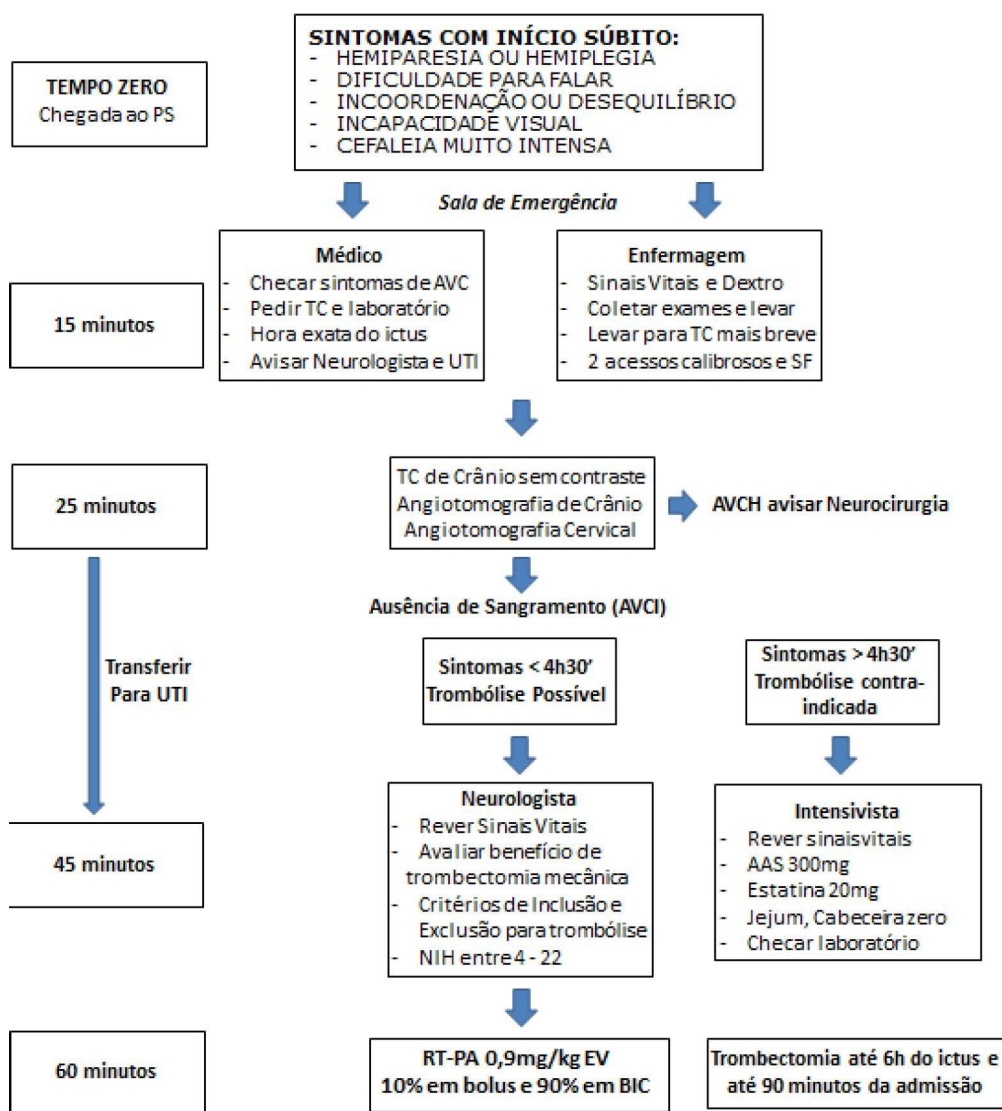 SINTOMAS COM INÍCIO SÚBITO:
- HEMIPARESIA OU HEMIPLEGIA
- DIFICULDADE PARA FALAR
- INCOORDENAÇÃO OU DESEQUILÍBRIO
- INCAPACIDADE VISUAL
- CEFALEIA MUITO INTENSA
TEMPO ZERO
Chegada ao PS
Sala de Emergência
15 minutos
Médico
- Checar sintomas de AVC
- Pedir TC e laboratório
- Hora exata do ictus
- Avisar Neurologista e UTI
Enfermagem
- Sinais Vitais e Dextro
- Coletar exames e levar
- Levar para TC mais breve
- 2 acessos calibrosos e SF
25 minutos
TC de Crânio sem contraste
Angiotomografia de Crânio
Angiotomografia Cervical
AVCH avisar Neurocirurgia
Ausência de Sangramento (AVCI)
Transferir
Para UTI
Sintomas < 4h30’
Trombólise Possível
Sintomas > 4h30’
Trombólise contra-
indicada
45 minutos
Neurologista
- Rever Sinais Vitais
- Avaliar benefício de
trombectomia mecânica
- Critérios de Inclusão e
Exclusão para trombólise
- NIH entre 4 - 22
Intensivista
- Rever sinais vitais
- AAS 300mg
- Estatina 20mg
- Jejum, Cabeceira zero
- Checar laboratório
60 minutos
RT-PA 0,9mg/kg EV
10% em bolus e 90% em BIC
Trombectomia até 6h do ictus e
até 90 minutos da admissão